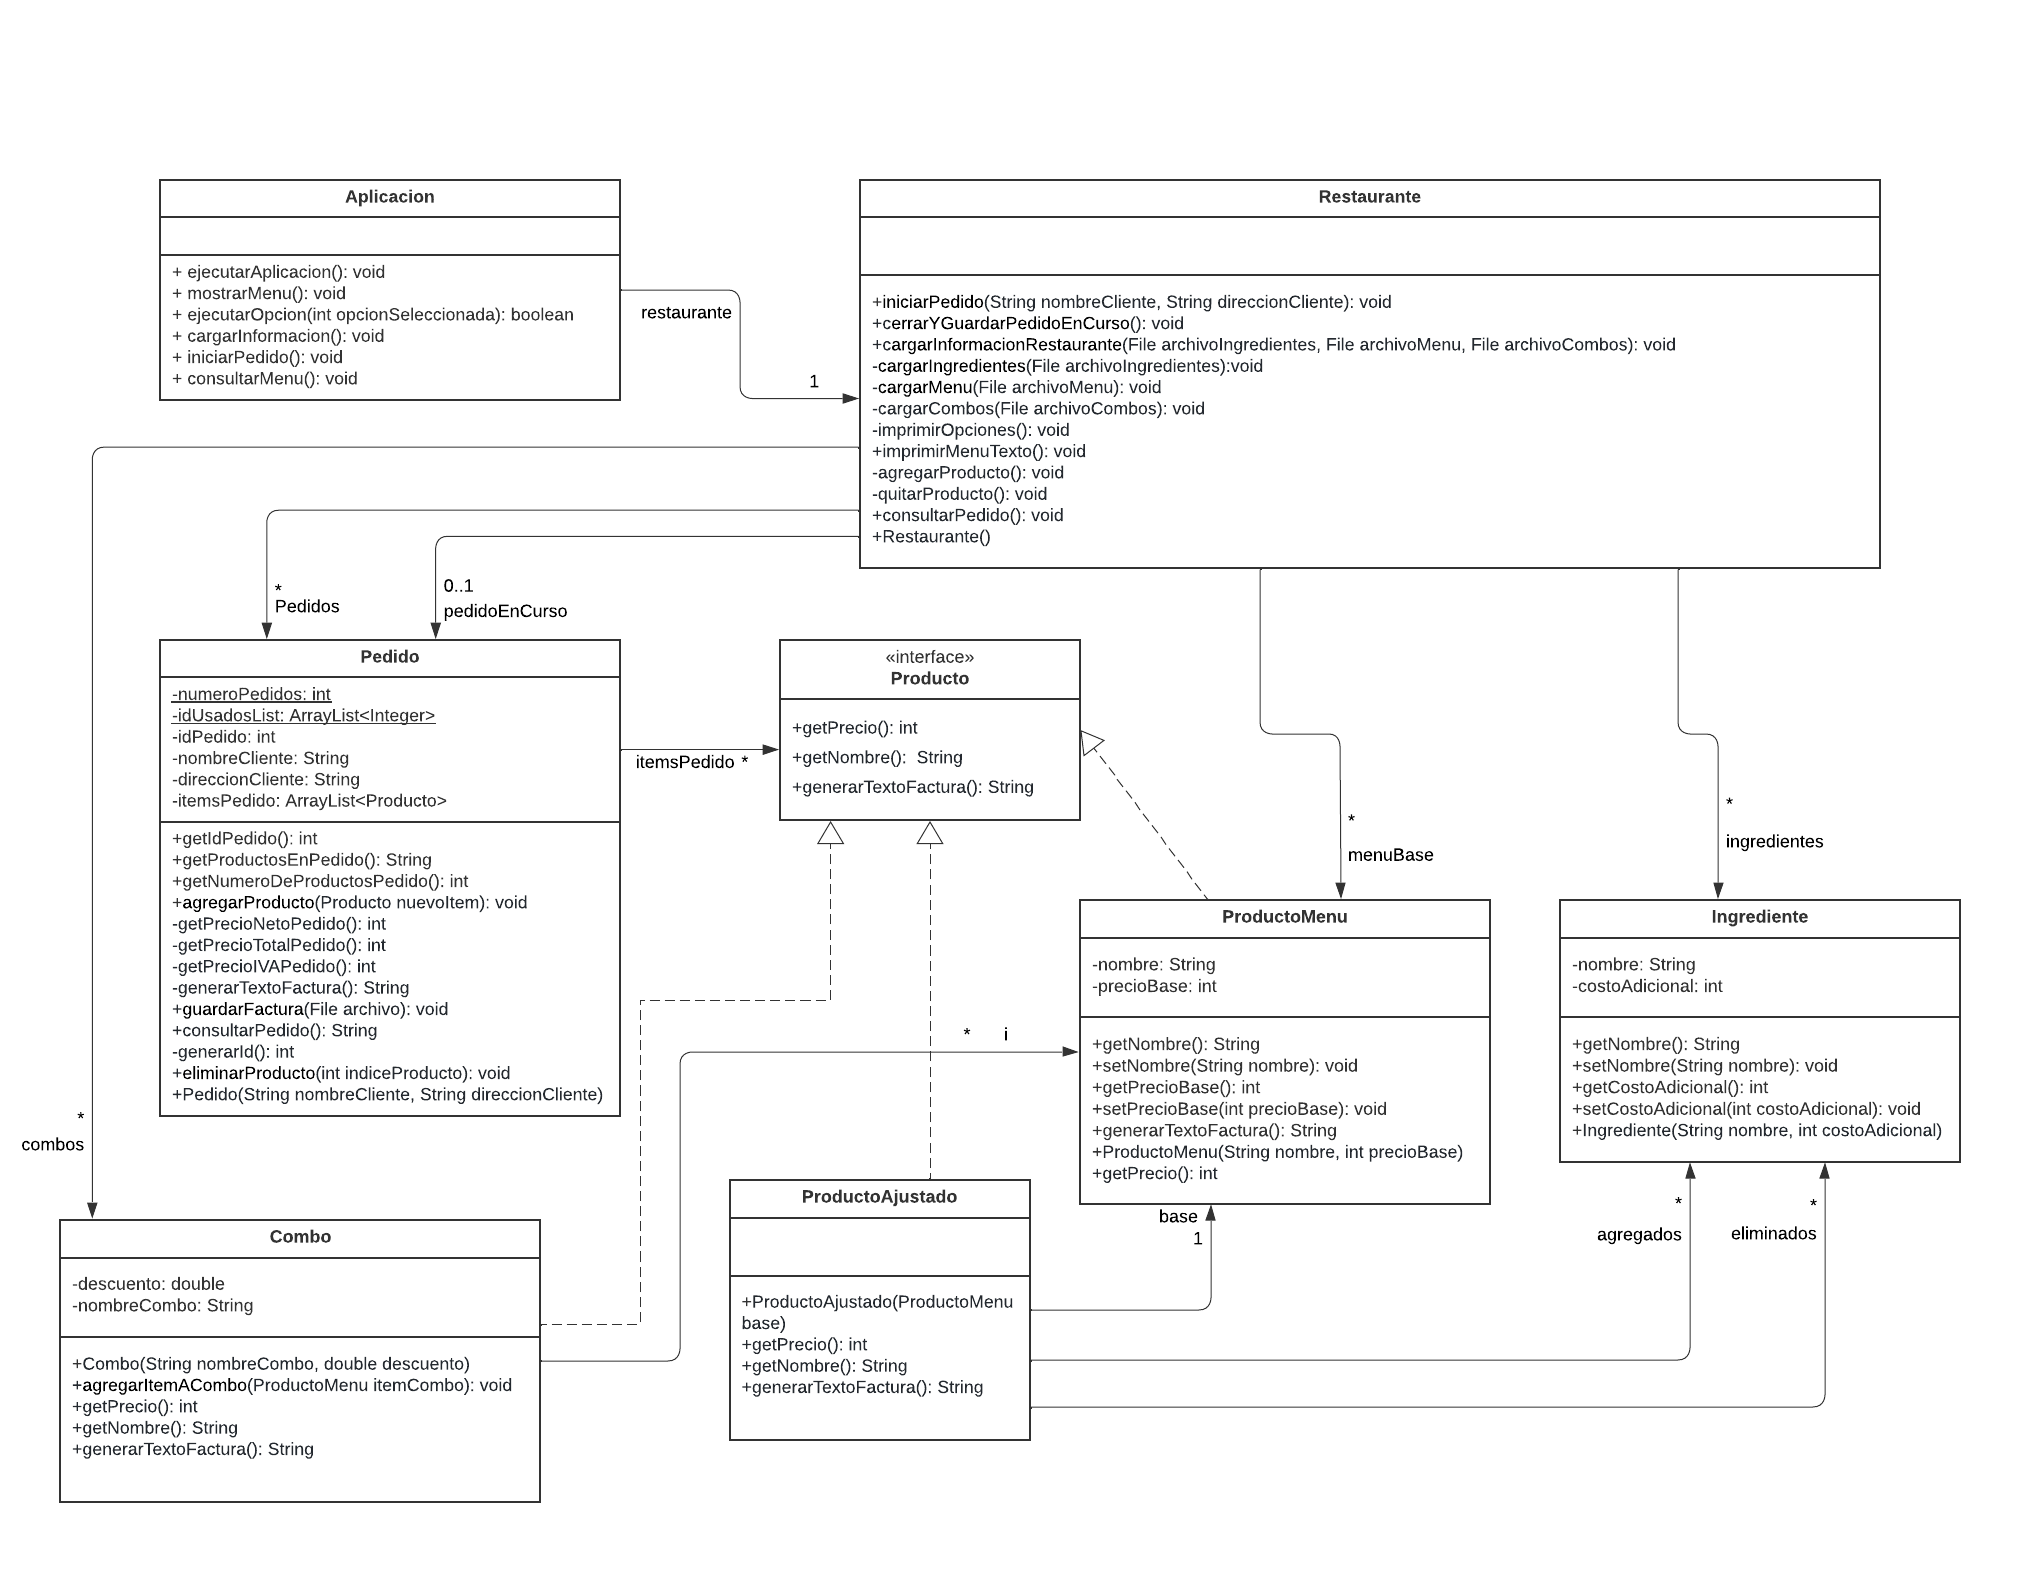 Aplicacion
+ ejecutarAplicacion(): void
+ mostrarMenu(): void
+ ejecutarOpcion(int opcionSeleccionada): boolean
+ cargarInformacion(): void
+ iniciarPedido(): void
+ consultarMenu(): void
restaurante
1
Restaurante
+iniciarPedido(String nombreCliente, String direccionCliente): void
+cerrarYGuardarPedidoEnCurso(): void
+cargarInformacionRestaurante(File archivoIngredientes, File archivoMenu, File archivoCombos): void
-cargarIngredientes(File archivoIngredientes):void
-cargarMenu(File archivoMenu): void
-cargarCombos(File archivoCombos): void
-imprimirOpciones(): void
+imprimirMenuTexto(): void
-agregarProducto(): void
-quitarProducto(): void
+consultarPedido(): void
+Restaurante()
*
Pedidos
0..1
pedidoEnCurso
Pedido
-numeroPedidos: int
-idUsadosList: ArrayList<Integer>
-idPedido: int
-nombreCliente: String
-direccionCliente: String
-itemsPedido: ArrayList<Producto>
+getIdPedido(): int
+getProductosEnPedido(): String
+getNumeroDeProductosPedido(): int
+agregarProducto(Producto nuevoItem): void
-getPrecioNetoPedido(): int
-getPrecioTotalPedido(): int
-getPrecioIVAPedido(): int
-generarTextoFactura(): String
+guardarFactura(File archivo): void
+consultarPedido(): String
-generarId(): int
+eliminarProducto(int indiceProducto): void
+Pedido(String nombreCliente, String direccionCliente)
itemsPedido *
«interface»
Producto
+getPrecio(): int
+getNombre():  String
+generarTextoFactura(): String
*
menuBase
*
ingredientes
ProductoMenu
-nombre: String
-precioBase: int
+getNombre(): String
+setNombre(String nombre): void
+getPrecioBase(): int
+setPrecioBase(int precioBase): void
+generarTextoFactura(): String
+ProductoMenu(String nombre, int precioBase)
+getPrecio(): int
Ingrediente
-nombre: String
-costoAdicional: int
+getNombre(): String
+setNombre(String nombre): void
+getCostoAdicional(): int
+setCostoAdicional(int costoAdicional): void
+Ingrediente(String nombre, int costoAdicional)
* i
*
combos
Combo
-descuento: double
-nombreCombo: String
+Combo(String nombreCombo, double descuento)
+agregarItemACombo(ProductoMenu itemCombo): void
+getPrecio(): int
+getNombre(): String
+generarTextoFactura(): String
ProductoAjustado
+ProductoAjustado(ProductoMenu
base)
+getPrecio(): int
+getNombre(): String
+generarTextoFactura(): String
base
1
*
agregados
*
eliminados